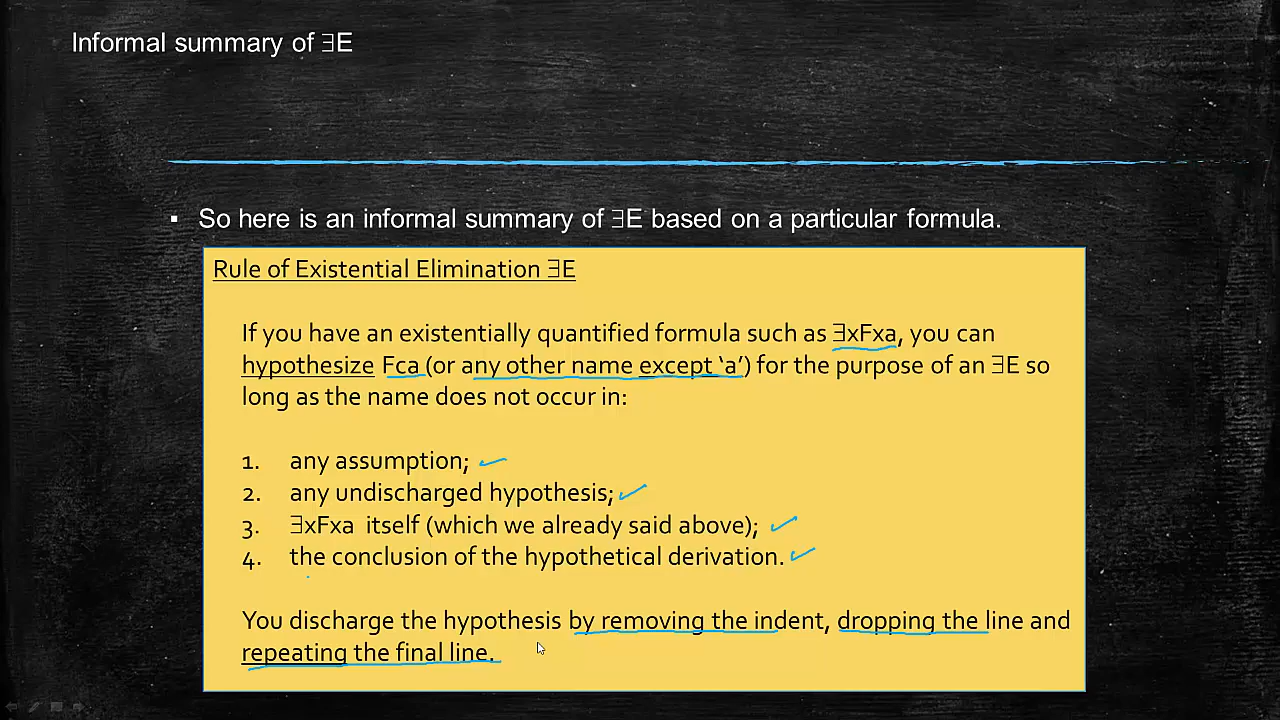 Informal summary of ∃E
▪ So here is an informal summary of ∃E based on a particular formula.
Rule of Existential Elimination ∃E
If you have an existentially quantified formula such as ∃xFxa, you can
hypothesize Fca (or any other name except ‘a’) for the purpose of an ∃E so
long as the name does not occur in:
1. any assumption;
2. any undischarged hypothesis;
3. ∃xFxa itself (which we already said above);
4. the conclusion of the hypothetical derivation.
You discharge the hypothesis by removing the indent, dropping the line and
repeating the final line.